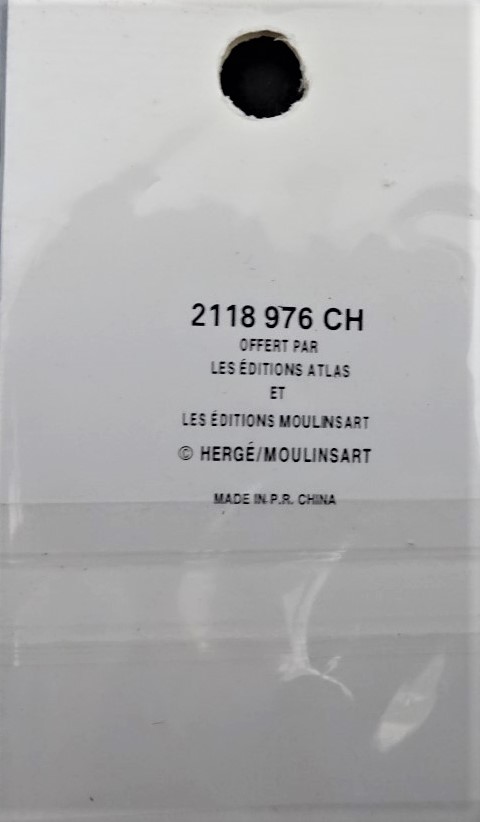 2118 976 CH
OFFERT PAR
LES ÉDITIONS ATLAS
ET
LES ÉDITIONS MOULINSART
© HERGÉ/MOULINSART
MADE IN P.R. CHINA